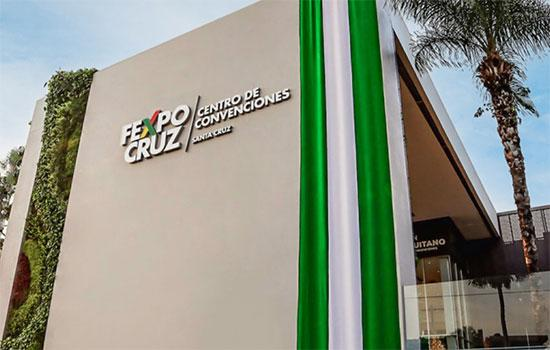 FEXPO
CRUZ
CENTRO DE
CONVENCIONES
SANTA CRUZ